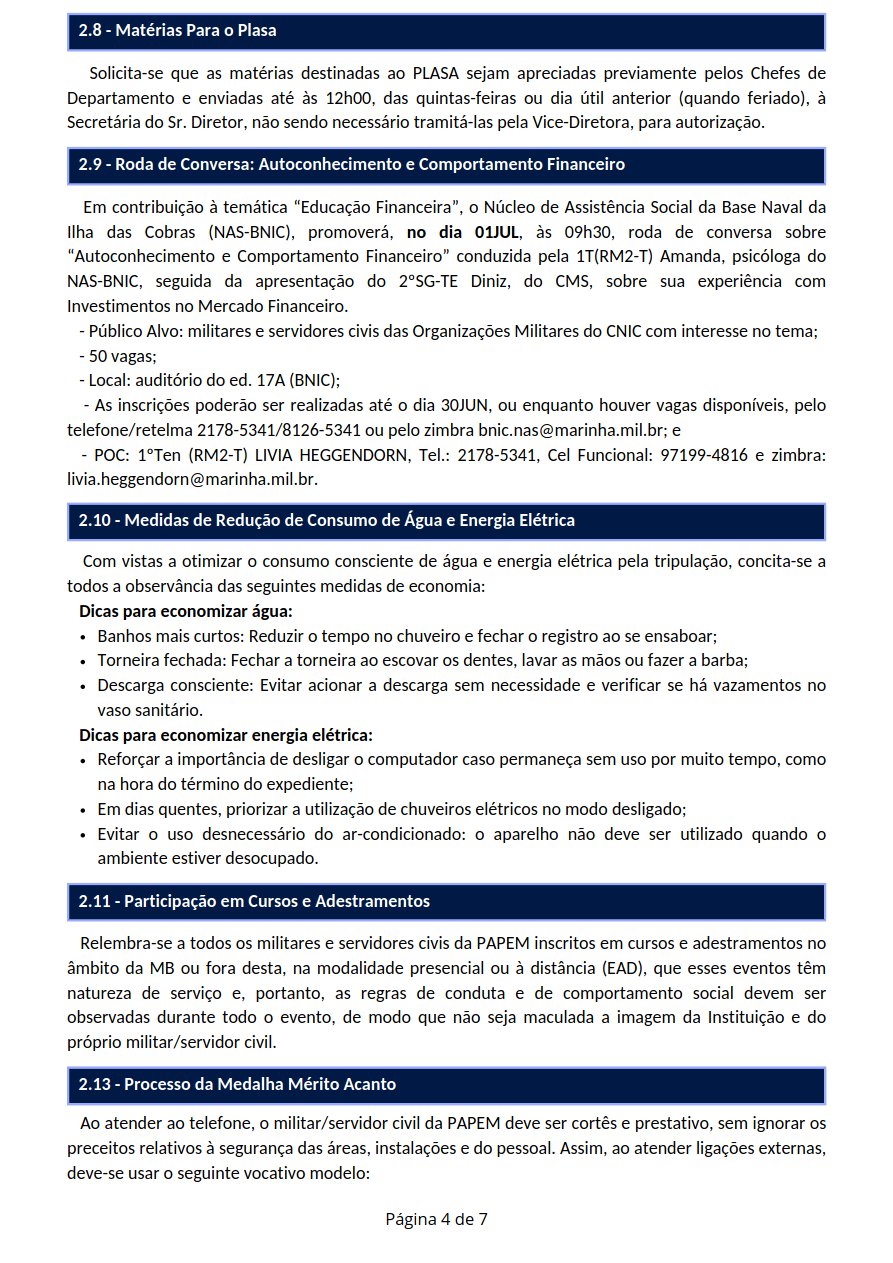 2.8 - Matérias Para o Plasa
Solicita-se que as matérias destinadas ao PLASA sejam apreciadas previamente pelos Chefes de
Departamento e enviadas até às 12h00, das quintas-feiras ou dia útil anterior (quando feriado), à
Secretária do Sr. Diretor, não sendo necessário tramitá-las pela Vice-Diretora, para autorização.
2.9 - Roda de Conversa: Autoconhecimento e Comportamento Financeiro
Em contribuição à temática “Educação Financeira”, o Núcleo de Assistência Social da Base Naval da
Ilha das Cobras (NAS-BNIC), promoverá, no dia 01JUL, às 09h30, roda de conversa sobre
“Autoconhecimento e Comportamento Financeiro” conduzida pela 1T(RM2-T) Amanda, psicóloga do
NAS-BNIC, seguida da apresentação do 2ºSG-TE Diniz, do CMS, sobre sua experiência com
Investimentos no Mercado Financeiro.
- Público Alvo: militares e servidores civis das Organizações Militares do CNIC com interesse no tema;
- 50 vagas;
- Local: auditório do ed. 17A (BNIC);
- As inscrições poderão ser realizadas até o dia 30JUN, ou enquanto houver vagas disponíveis, pelo
telefone/retelma 2178-5341/8126-5341 ou pelo zimbra bnic.nas@marinha.mil.br; e
- POC: 1ºTen (RM2-T) LIVIA HEGGENDORN, Tel.: 2178-5341, Cel Funcional: 97199-4816 e zimbra:
livia.heggendorn@marinha.mil.br.
2.10 - Medidas de Redução de Consumo de Água e Energia Elétrica
Com vistas a otimizar o consumo consciente de água e energia elétrica pela tripulação, concita-se a
todos a observância das seguintes medidas de economia:
Dicas para economizar água:
• Banhos mais curtos: Reduzir o tempo no chuveiro e fechar o registro ao se ensaboar;
• Torneira fechada: Fechar a torneira ao escovar os dentes, lavar as mãos ou fazer a barba;
• Descarga consciente: Evitar acionar a descarga sem necessidade e verificar se há vazamentos no
vaso sanitário.
Dicas para economizar energia elétrica:
• Reforçar a importância de desligar o computador caso permaneça sem uso por muito tempo, como
na hora do término do expediente;
• Em dias quentes, priorizar a utilização de chuveiros elétricos no modo desligado;
• Evitar o uso desnecessário do ar-condicionado: o aparelho não deve ser utilizado quando o
ambiente estiver desocupado.
2.11 - Participação em Cursos e Adestramentos
Relembra-se a todos os militares e servidores civis da PAPEM inscritos em cursos e adestramentos no
âmbito da MB ou fora desta, na modalidade presencial ou à distância (EAD), que esses eventos têm
natureza de serviço e, portanto, as regras de conduta e de comportamento social devem ser
observadas durante todo o evento, de modo que não seja maculada a imagem da Instituição e do
próprio militar/servidor civil.
2.13 - Processo da Medalha Mérito Acanto
Ao atender ao telefone, o militar/servidor civil da PAPEM deve ser cortês e prestativo, sem ignorar os
preceitos relativos à segurança das áreas, instalações e do pessoal. Assim, ao atender ligações externas,
deve-se usar o seguinte vocativo modelo:
Página 4 de 7